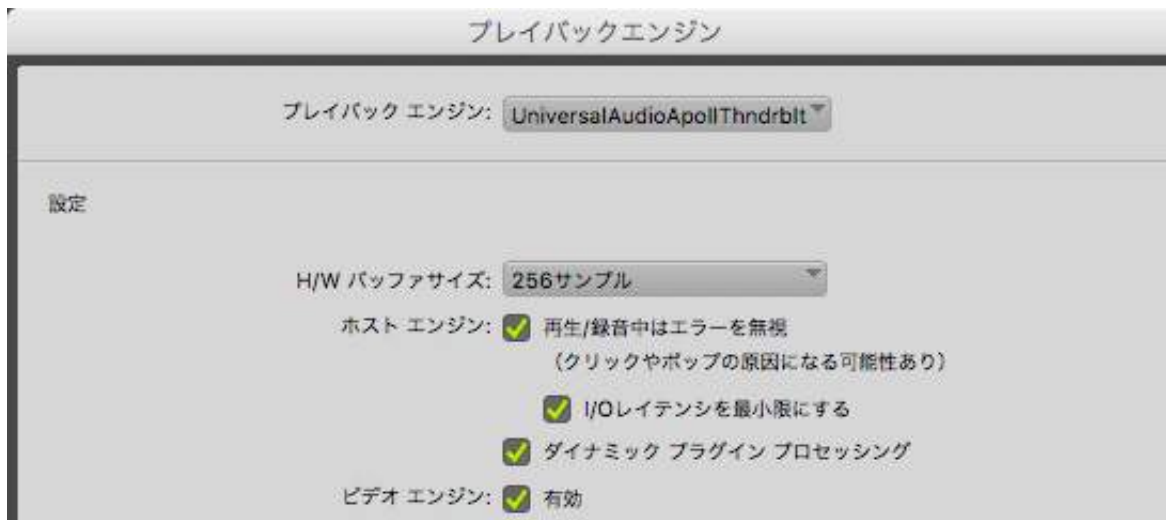 プレイバックエンジン
プレイバック エンジン: UniversalAudioApollThndrblt
設定
H/W バッファサイズ: 256サンプル
ホスト エンジン: 再生/録音中はエラーを無視
(クリックやポップの原因になる可能性あり)
I/Oレイテンシを最小限にする
ダイナミック プラグイン プロセッシング
ビデオ エンジン: 有効